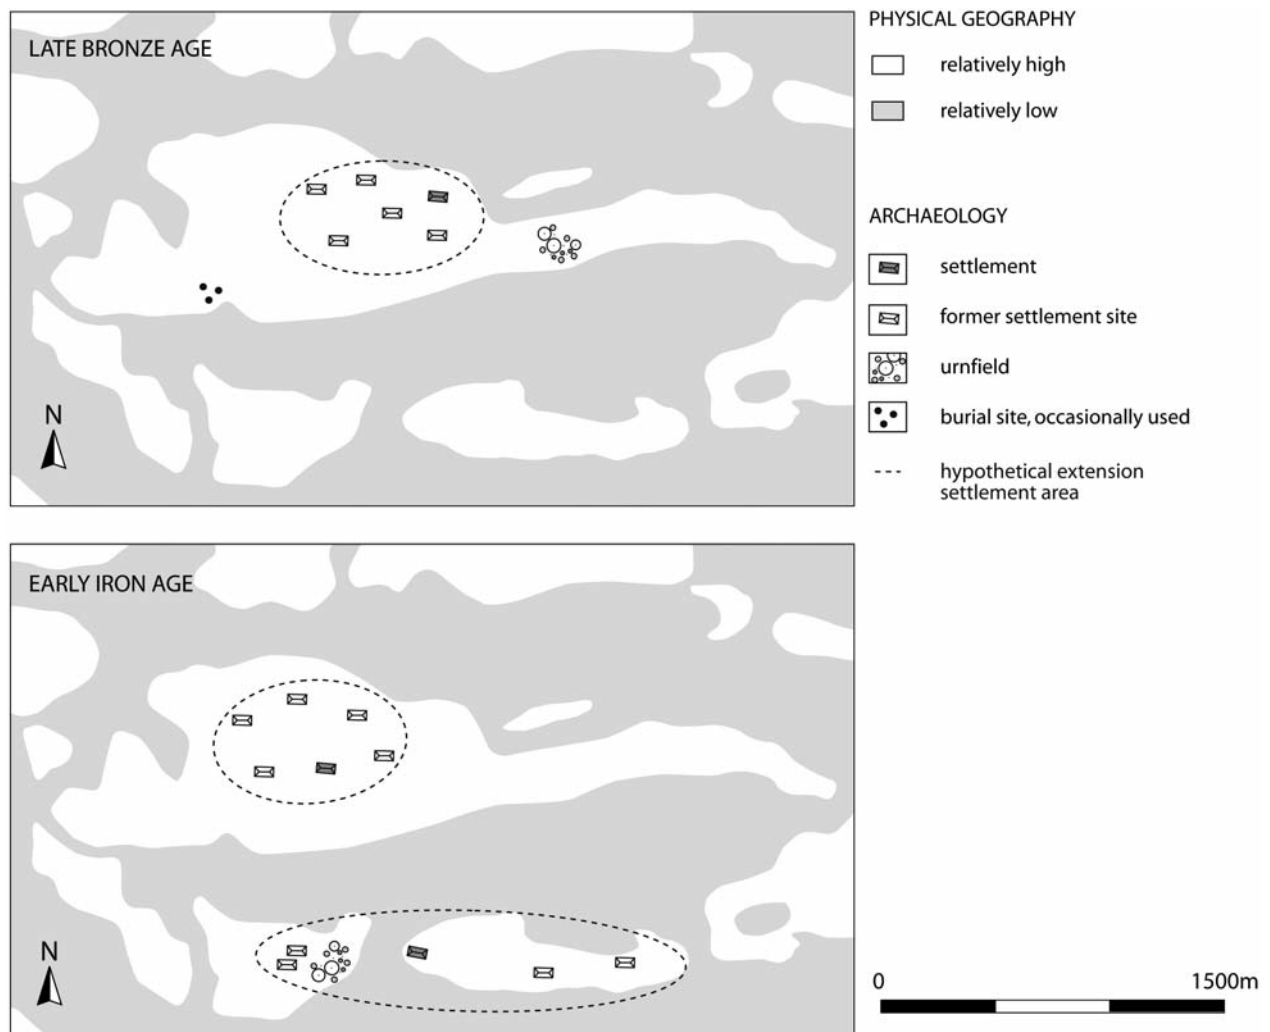 LATE BRONZE AGE
N
PHYSICAL GEOGRAPHY
relatively high
relatively low
ARCHAEOLOGY
settlement
former settlement site
urnfield
burial site, occasionally used
hypothetical extension
settlement area
EARLY IRON AGE
N
0 1500m